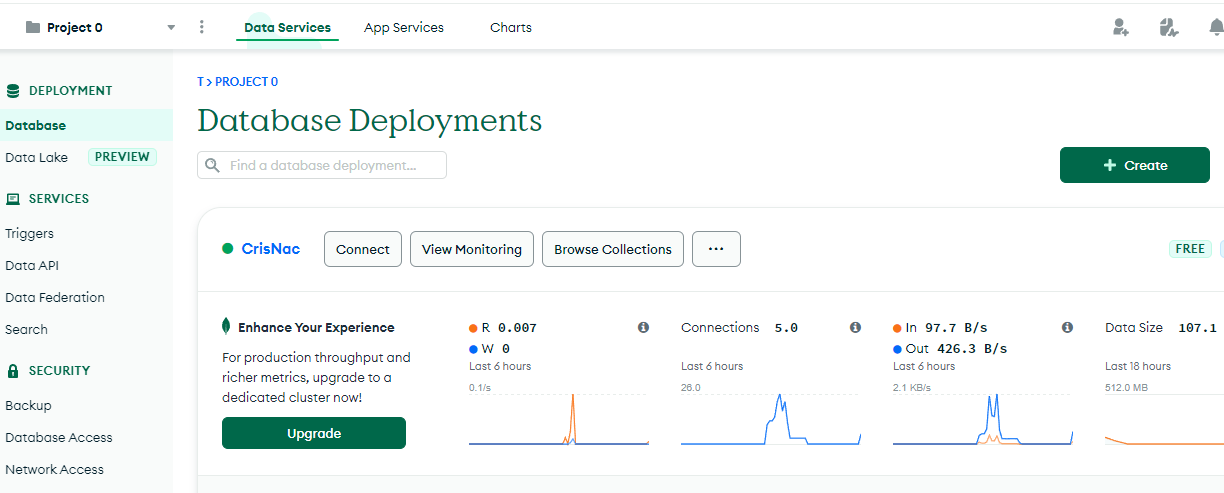 Project 0
Data Services
App Services
Charts
DEPLOYMENT
Database
Data Lake PREVIEW
SERVICES
Triggers
Data API
Data Federation
Search
SECURITY
Backup
Database Access
Network Access
T > PROJECT 0
Database Deployments
Find a database deployment...
+ Create
CrisNac
Connect
View Monitoring
Browse Collections
...
FREE
Enhance Your Experience
For production throughput and
richer metrics, upgrade to a
dedicated cluster now!
Upgrade
R 0.007
W 0
Last 6 hours
0.1/s
Connections 5.0
Last 6 hours
26.0
In 97.7 B/s
Out 426.3 B/s
Last 6 hours
2.1 KB/s
Data Size 107.1
Last 18 hours
512.0 MB